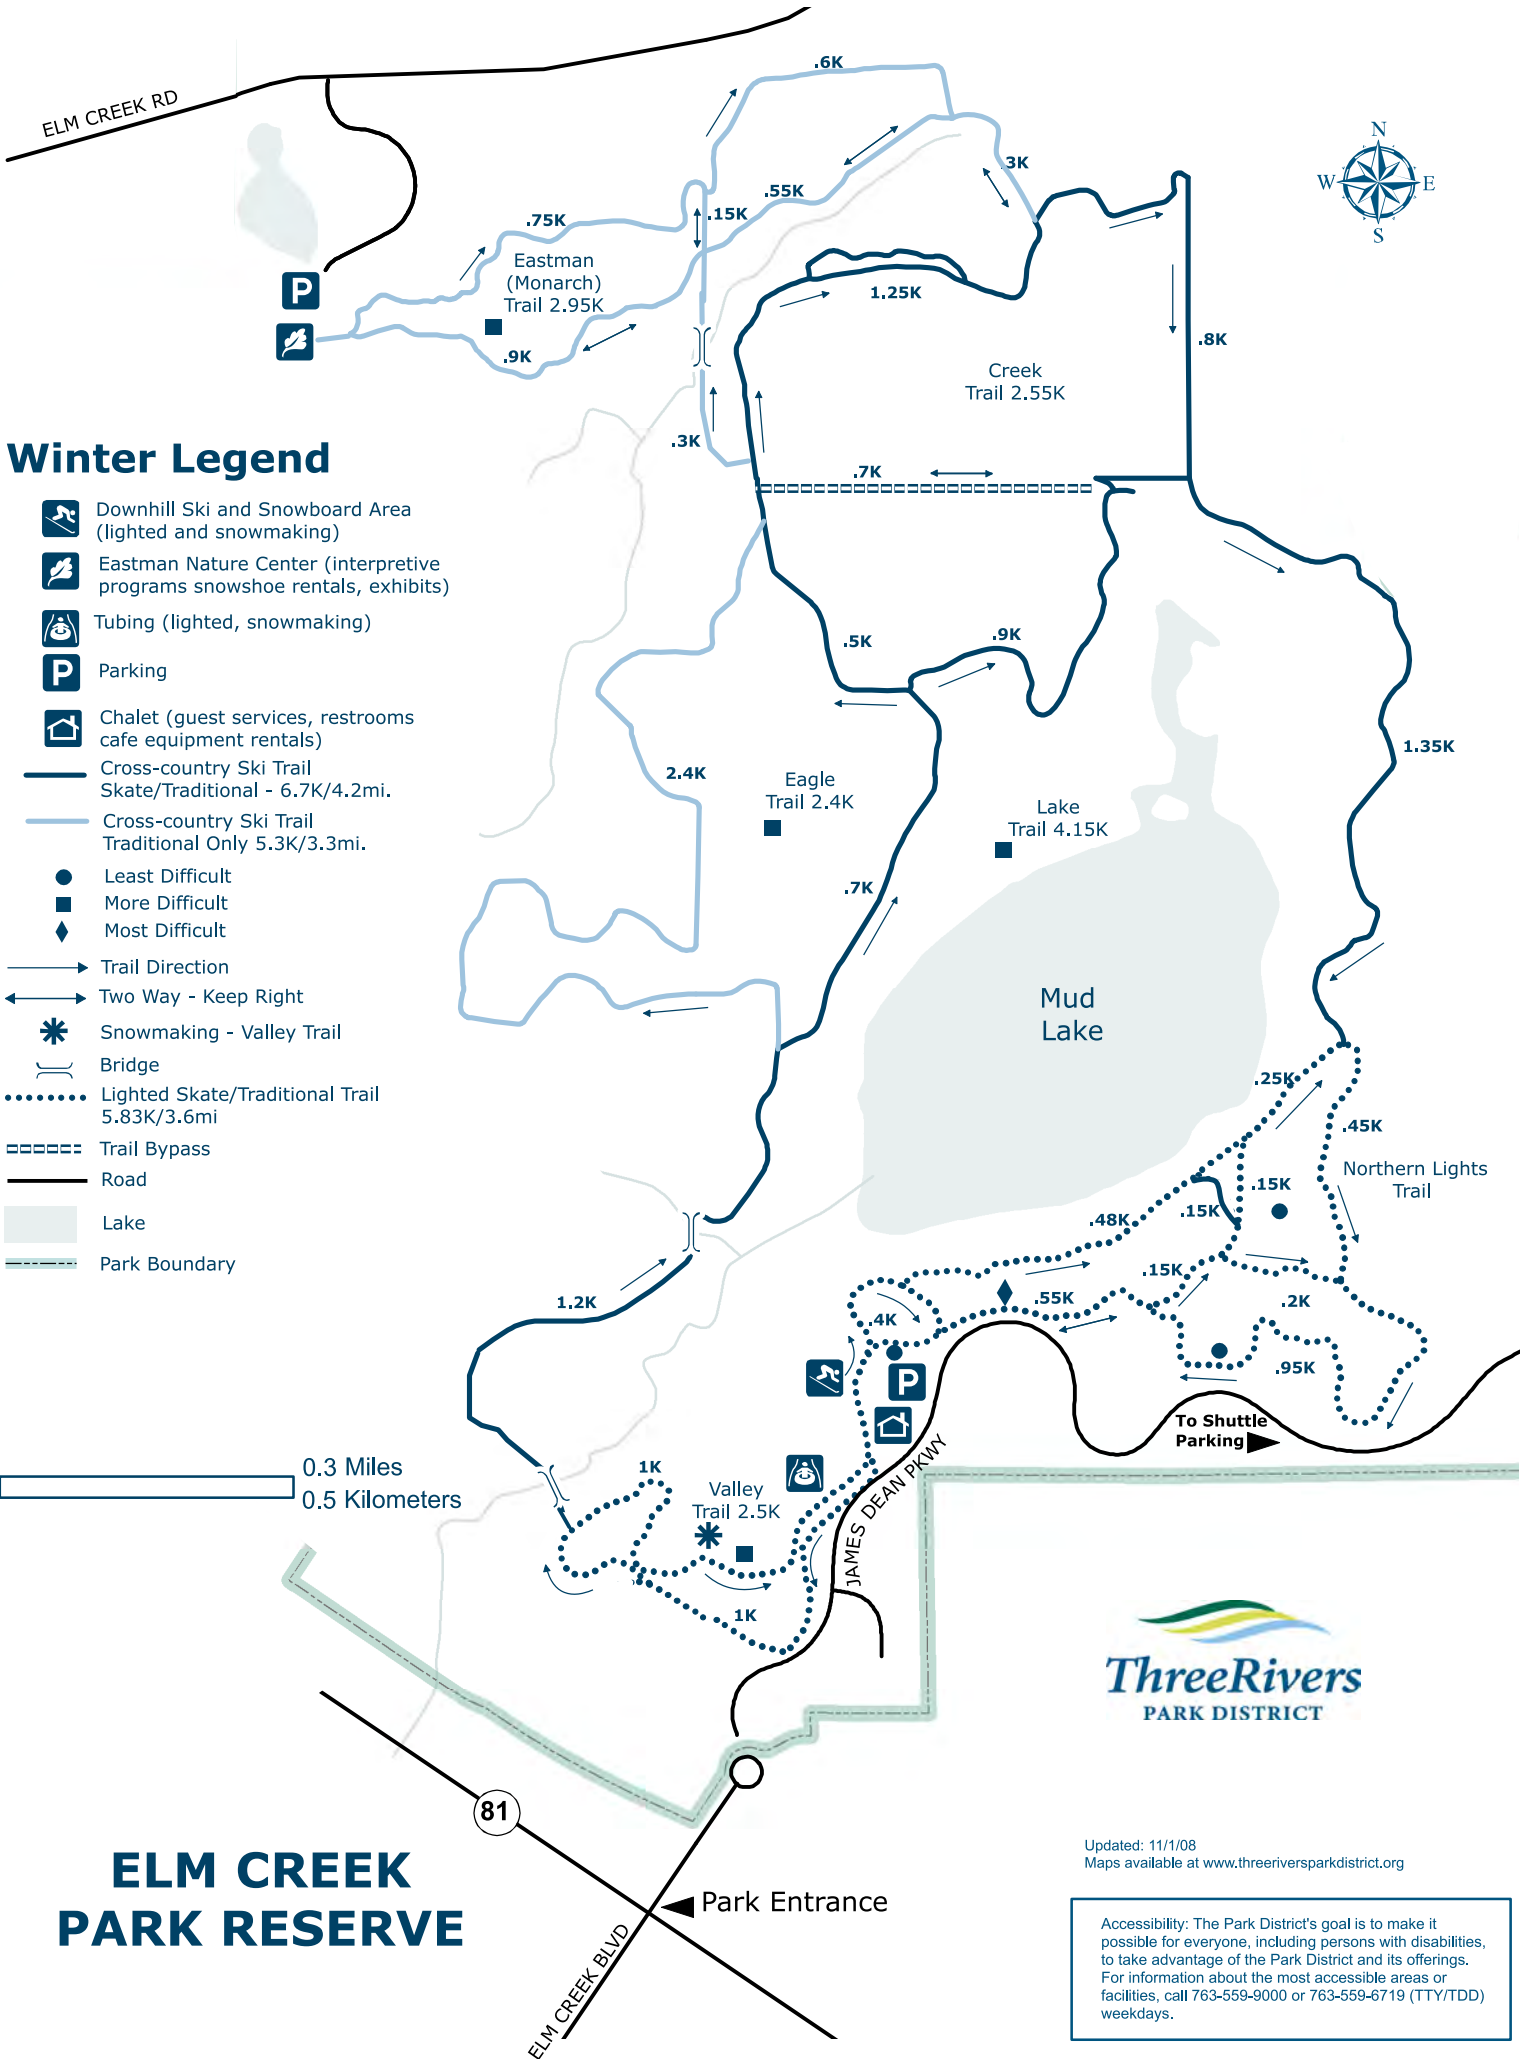 ELM CREEK RD
.6K
N
W
E
S
.3K
.55K
.75K
.15K
Eastman
(Monarch)
Trail 2.95K
P
1.25K
.9K
.8K
Creek
Trail 2.55K
.3K
.7K
Winter Legend
Downhill Ski and Snowboard Area
(lighted and snowmaking)
Eastman Nature Center (interpretive
programs snowshoe rentals, exhibits)
Tubing (lighted, snowmaking)
P
Parking
Chalet (guest services, restrooms
cafe equipment rentals)
Cross-country Ski Trail
Skate/Traditional - 6.7K/4.2mi.
Cross-country Ski Trail
Traditional Only 5.3K/3.3mi.
Least Difficult
More Difficult
Most Difficult
Trail Direction
Two Way - Keep Right
Snowmaking - Valley Trail
Bridge
Lighted Skate/Traditional Trail
5.83K/3.6mi
Trail Bypass
Road
Lake
Park Boundary
.5K
.9K
2.4K
Eagle
Trail 2.4K
Lake
Trail 4.15K
1.35K
.7K
Mud
Lake
.25K
.45K
Northern Lights
Trail
.15K
.15K
.48K
.15K
.55K
.2K
1.2K
.4K
P
.95K
To Shuttle
Parking
0.3 Miles
0.5 Kilometers
1K
Valley
Trail 2.5K
JAMES DEAN PKWY
1K
ThreeRivers
PARK DISTRICT
81
ELM CREEK
PARK RESERVE
Park Entrance
ELM CREEK BLVD
Updated: 11/1/08
Maps available at www.threeriversparkdistrict.org
Accessibility: The Park District's goal is to make it
possible for everyone, including persons with disabilities,
to take advantage of the Park District and its offerings.
For information about the most accessible areas or
facilities, call 763-559-9000 or 763-559-6719 (TTY/TDD)
weekdays.